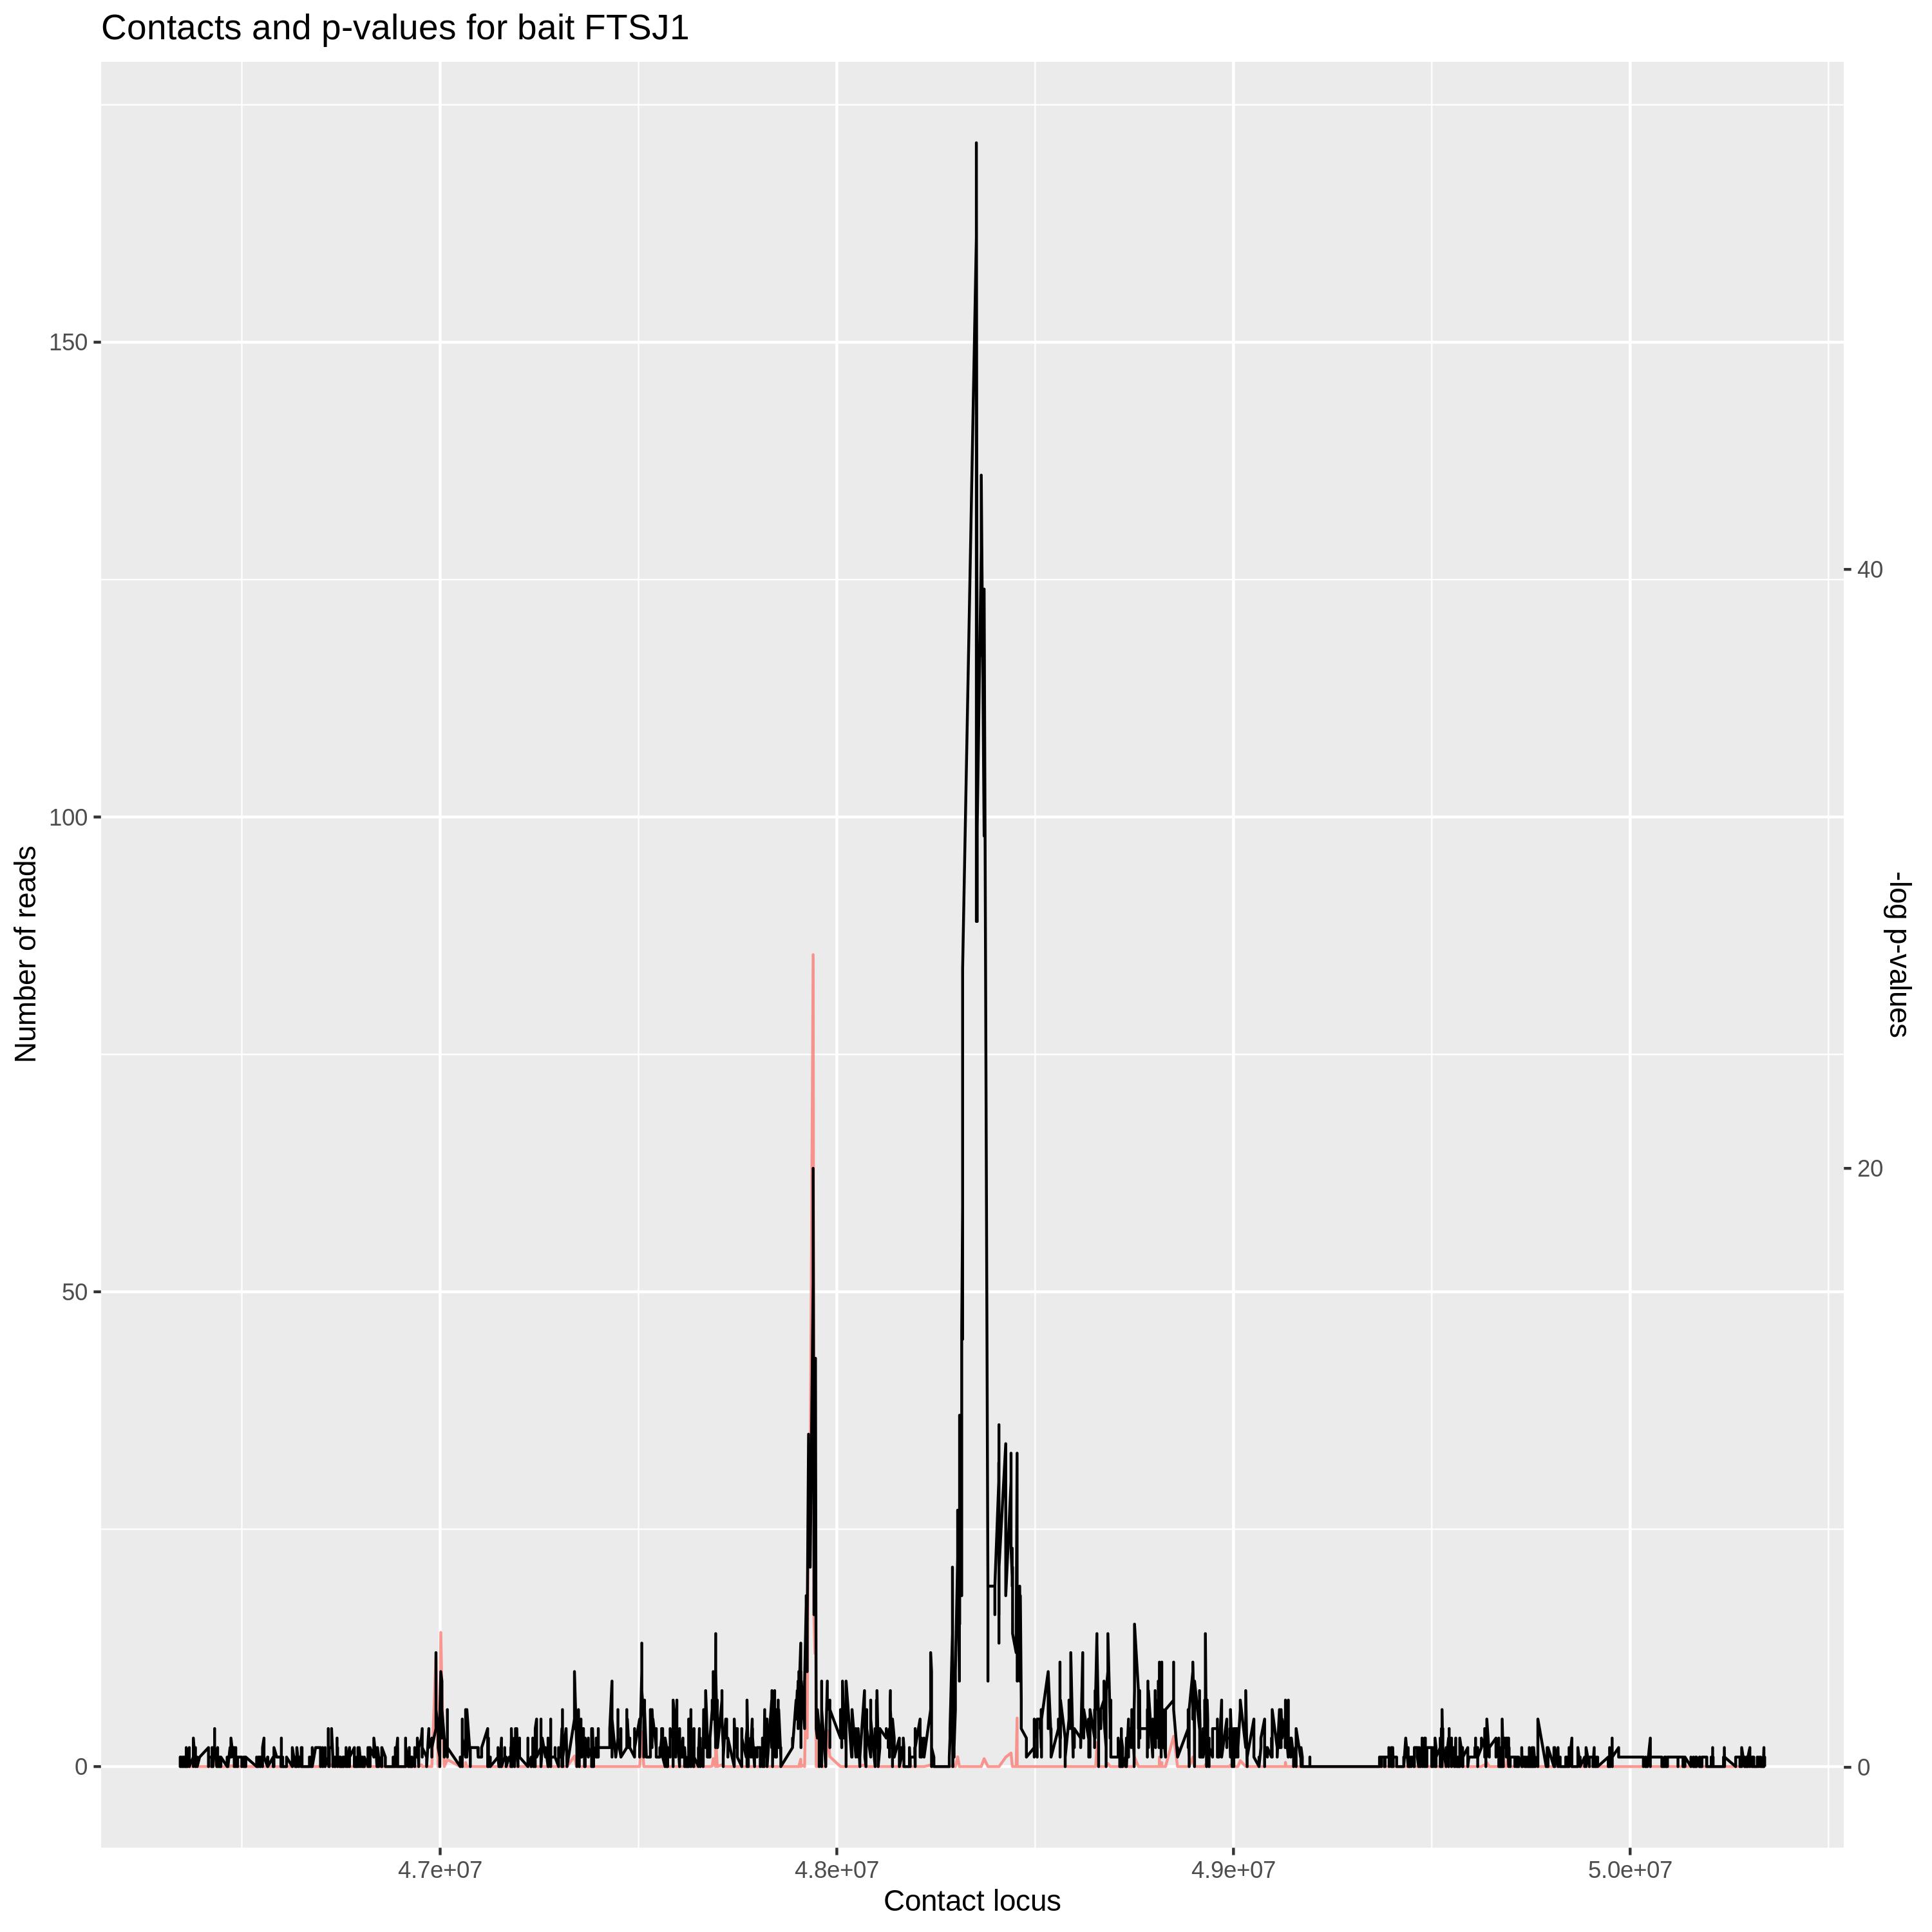 Contacts and p-values for bait FTSJ1
150
100
50
0
Number of reads
40
20
0
-log p-values
4.7e+07
4.8e+07
4.9e+07
5.0e+07
Contact locus